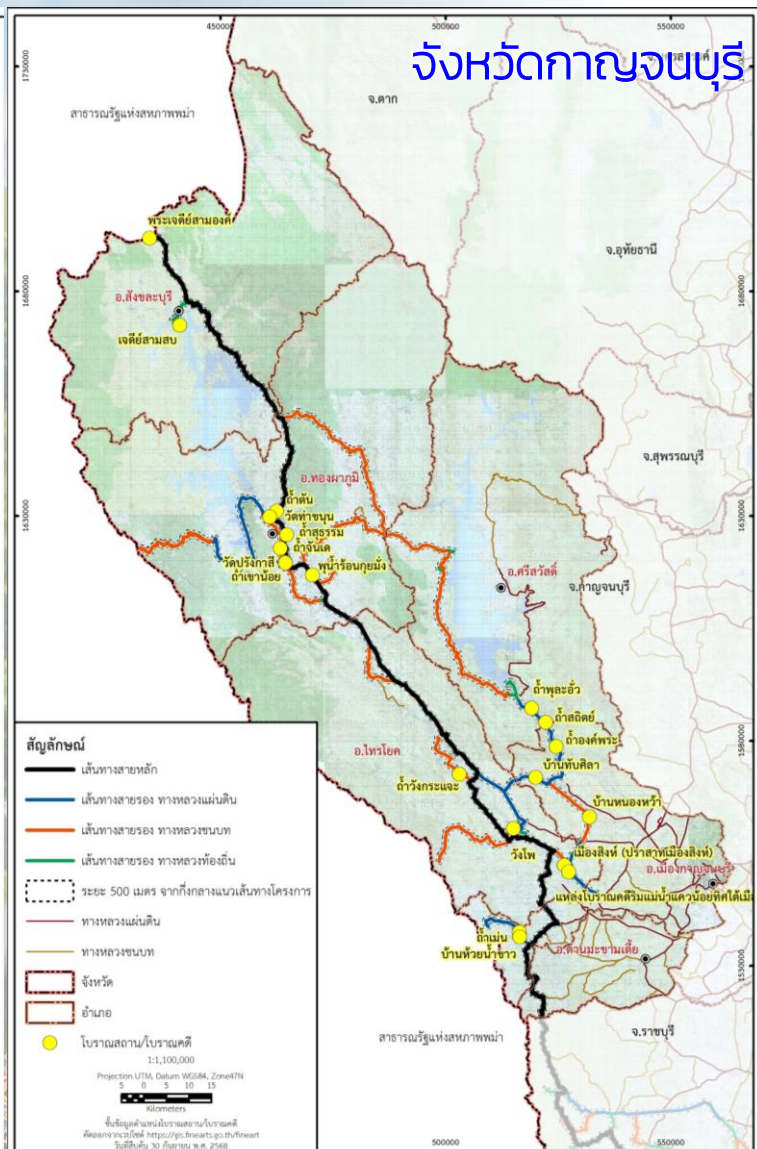 จังหวัดกาญจนบุรี
450000
500000
550000
1730000
1730000
สาธารณรัฐแห่งสหภาพพม่า
จ.ตาก
พระเจดีย์สามองค์
จ.อุทัยธานี
1680000
1680000
อ.สังขละบุรี
เจดีย์สามสบ
จ.สุพรรณบุรี
อ.ทองผาภูมิ
1630000
1630000
ถ้ำตัน
วัดท่าขนุน
ถ้ำสุธรรม
ถ้ำจันเด
วัดปรังกาสี
ถ้ำเขาน้อย
พุน้ำร้อนกุยมั่ง
อ.ศรีสวัสดิ์
จ.กาญจนบุรี
ถ้ำพุละอั่ว
ถ้ำสถิตย์
ถ้ำองค์พระ
1580000
อ.ไทรโยค
บ้านทับศิลา
ถ้ำวังกระแจะ
บ้านหนองหว้า
วังโพ
เมืองสิงห์ (ปราสาทเมืองสิงห์)
อ.เมืองกาญจนบุรี
แหล่งโบราณคดีริมแม่น้ำแควน้อยทิศใต้เมือ
ถ้ำเม่น
บ้านห้วยน้ำขาว
อ.ด่านมะขามเตี้ย
1530000
สาธารณรัฐแห่งสหภาพพม่า
จ.ราชบุรี
500000
550000
สัญลักษณ์
เส้นทางสายหลัก
เส้นทางสายรอง ทางหลวงแผ่นดิน
เส้นทางสายรอง ทางหลวงชนบท
เส้นทางสายรอง ทางหลวงท้องถิ่น
ระยะ 500 เมตร จากกึ่งกลางแนวเส้นทางโครงการ
ทางหลวงแผ่นดิน
ทางหลวงชนบท
จังหวัด
อำเภอ
โบราณสถาน/โบราณคดี
1:1,100,000
Projection UTM, Datum WGS84, Zone47N
5 0 5 10 15
Kilometers
ชั้นข้อมูลตำแหน่งโบราณสถาน/โบราณคดี
คัดลอกจากเวปไซต์ https://gis.finearts.go.th/fineart
วันที่สืบค้น 30 กันยายน พ.ศ. 2568